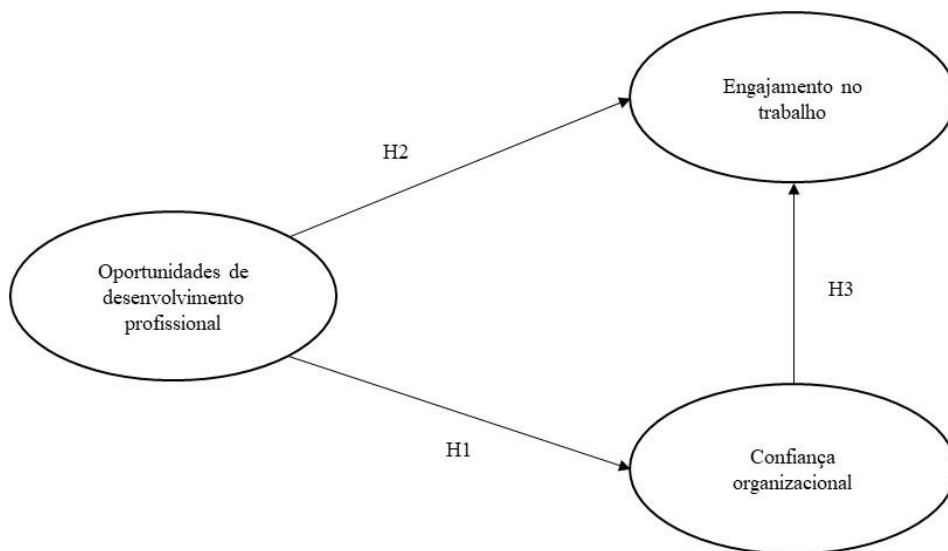 Engajamento no
trabalho
H2
Oportunidades de
desenvolvimento
profissional
H3
H1
Confiança
organizacional